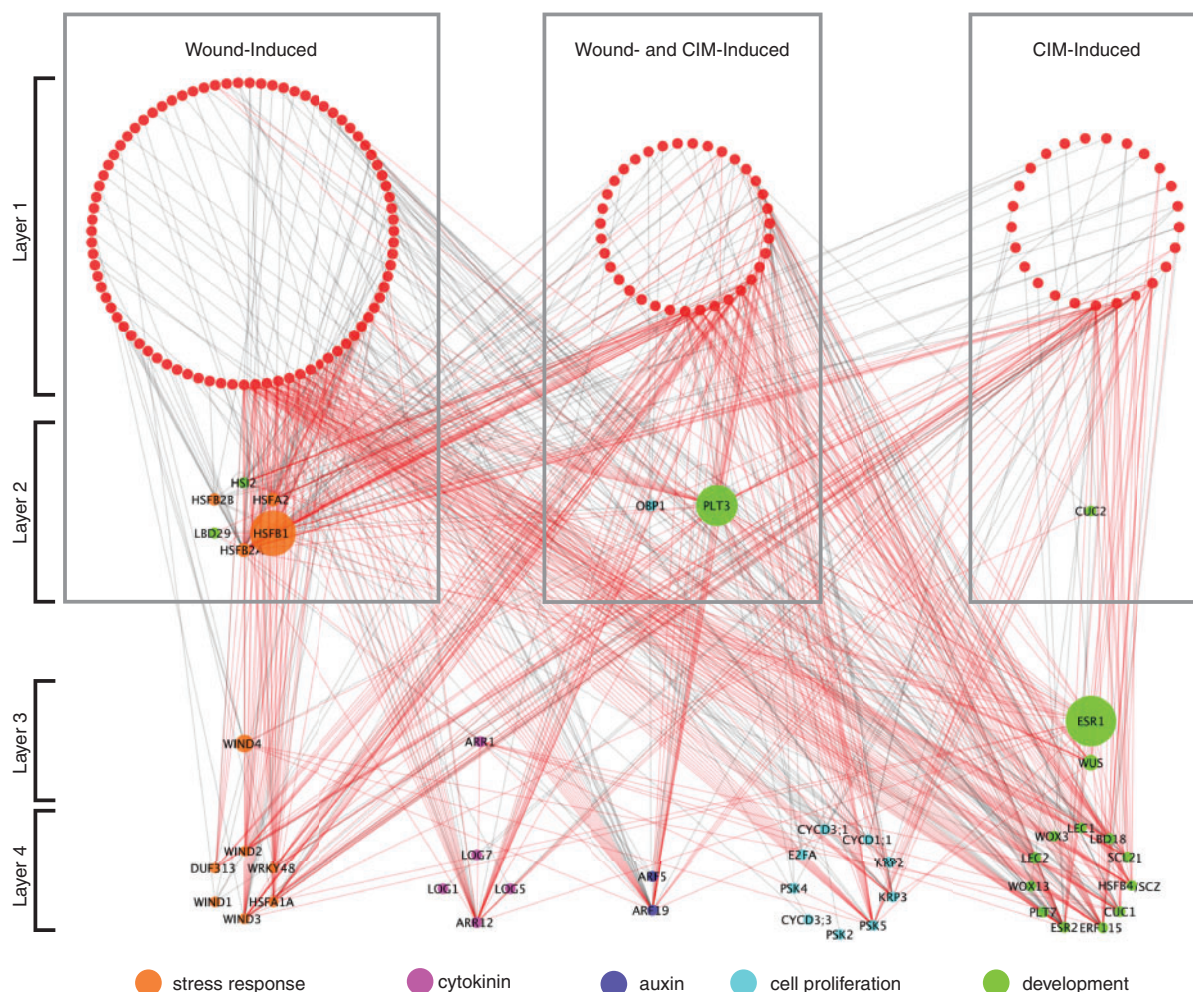 Wound-Induced
Wound- and CIM-Induced
CIM-Induced
Layer 1
Layer 2
HSI2
HSFB2B
HSFA2
LBD29
HSFB1
HSFB2A
OBP1
PLT3
CUC2
Layer 3
WIND4
ARR1
ESR1
WUS
Layer 4
WIND2
DUF313
WRKY48
WIND1
HSFA1A
WIND3
LOG7
LOG1
LOG5
ARR12
ARF5
ARF19
CYCD3;1
CYCD1;1
E2FA
KRP2
PSK4
KRP3
CYCD3;3
PSK5
PSK2
LEC1
WOX3
LBD18
LEC2
SCL21
WOX13
HSFB4/SCZ
PLT7
CUC1
ESR2
ERF115
stress response
cytokinin
auxin
cell proliferation
development